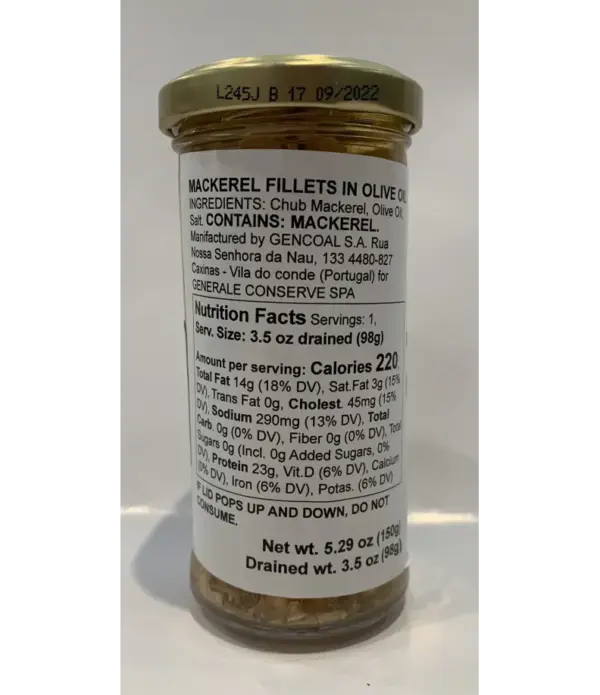 L245J B 17 09/2022
MACKEREL FILLETS IN OLIVE OIL
INGREDIENTS: Chub Mackerel, Olive Oil,
Salt. CONTAINS: MACKEREL.
Manifactured by GENCOAL S.A. Rua
Nossa Senhora da Nau, 133 4480-827
Caxinas - Vila do conde (Portugal) for
GENERALE CONSERVE SPA
Nutrition Facts Servings: 1,
Serv. Size: 3.5 oz drained (98g)
Amount per serving: Calories 220,
Total Fat 14g (18% DV), Sat.Fat 3g (15%
DV), Trans Fat 0g, Cholest. 45mg (15%
DV), Sodium 290mg (13% DV), Total
Carb. 0g (0% DV), Fiber 0g (0% DV), Total
Sugars 0g (Incl. 0g Added Sugars, 0%
DV), Protein 23g, Vit.D (6% DV), Calcium
(0% DV), Iron (6% DV), Potas. (6% DV)
IF LID POPS UP AND DOWN, DO NOT
CONSUME.
Net wt. 5.29 oz (150g)
Drained wt. 3.5 oz (98g)